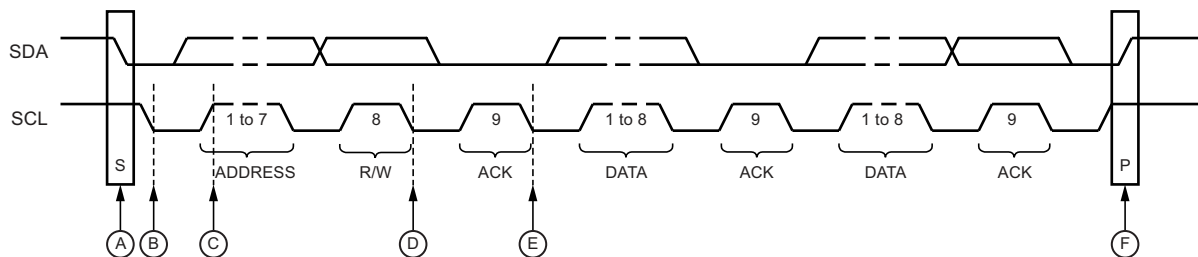 SDA
SCL
1 to 7
8
9
1 to 8
9
1 to 8
9
S
ADDRESS
R/W
ACK
DATA
ACK
DATA
ACK
P
A
B
C
D
E
F